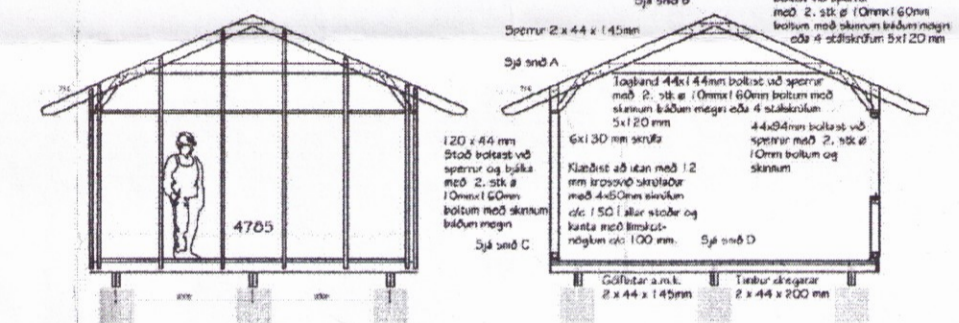 Sjá snið B
með 2. stk ø 10mmx160mm
boltum með skinnum báðum megin
eða 4 stálskrúfum 5x120 mm
Sperrur 2 x 44 x 145mm
Sjá snið A
Togband 44x144mm boltist við sperrur
með 2. stk ø 10mmx160mm boltum með
skinnum báðum megin eða 4 stálskrúfum
5x120 mm
6x130 mm skrúfa
44x94mm boltast við
sperrur með 2. stk ø
10mm boltum og
skinnum
120 x 44 mm
Stoð boltast við
sperrur og bjálka
með 2. stk ø
10mmx160mm
boltum með skinnum
báðum megin
Sjá snið C
Klæðist að utan með 12
mm krossvið skrúfaður
með 4x50mm skrúfum
c/c 150 í allar stoðir og
kanta með límskot-
nöglum c/c 100 mm.
Sjá snið D
4785
Gólfbitar a.m.k.
2 x 44 x 145mm
Timbur dregarar
2 x 44 x 200 mm